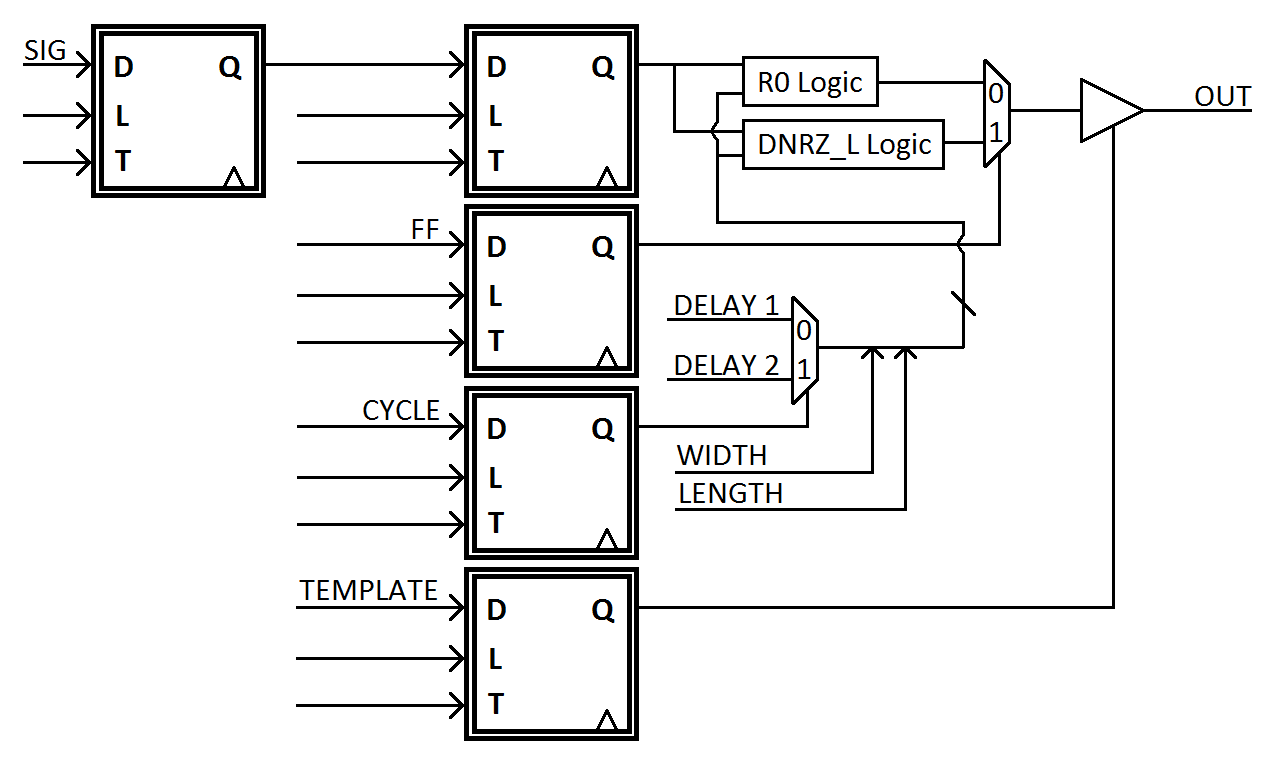 SIG
D Q
L
T
D Q
L
T
R0 Logic
DNRZ_L Logic
0
1
OUT
FF
D Q
L
T
DELAY 1
DELAY 2
0
1
CYCLE
D Q
L
T
WIDTH
LENGTH
TEMPLATE
D Q
L
T